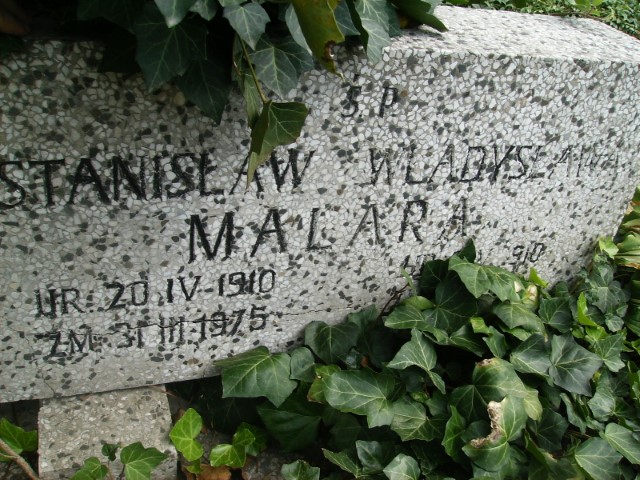 Ś P
STANISŁAW WŁADYSŁAWA
MALARA
UR. 20 IV 1910
ZM. 31 III 1975